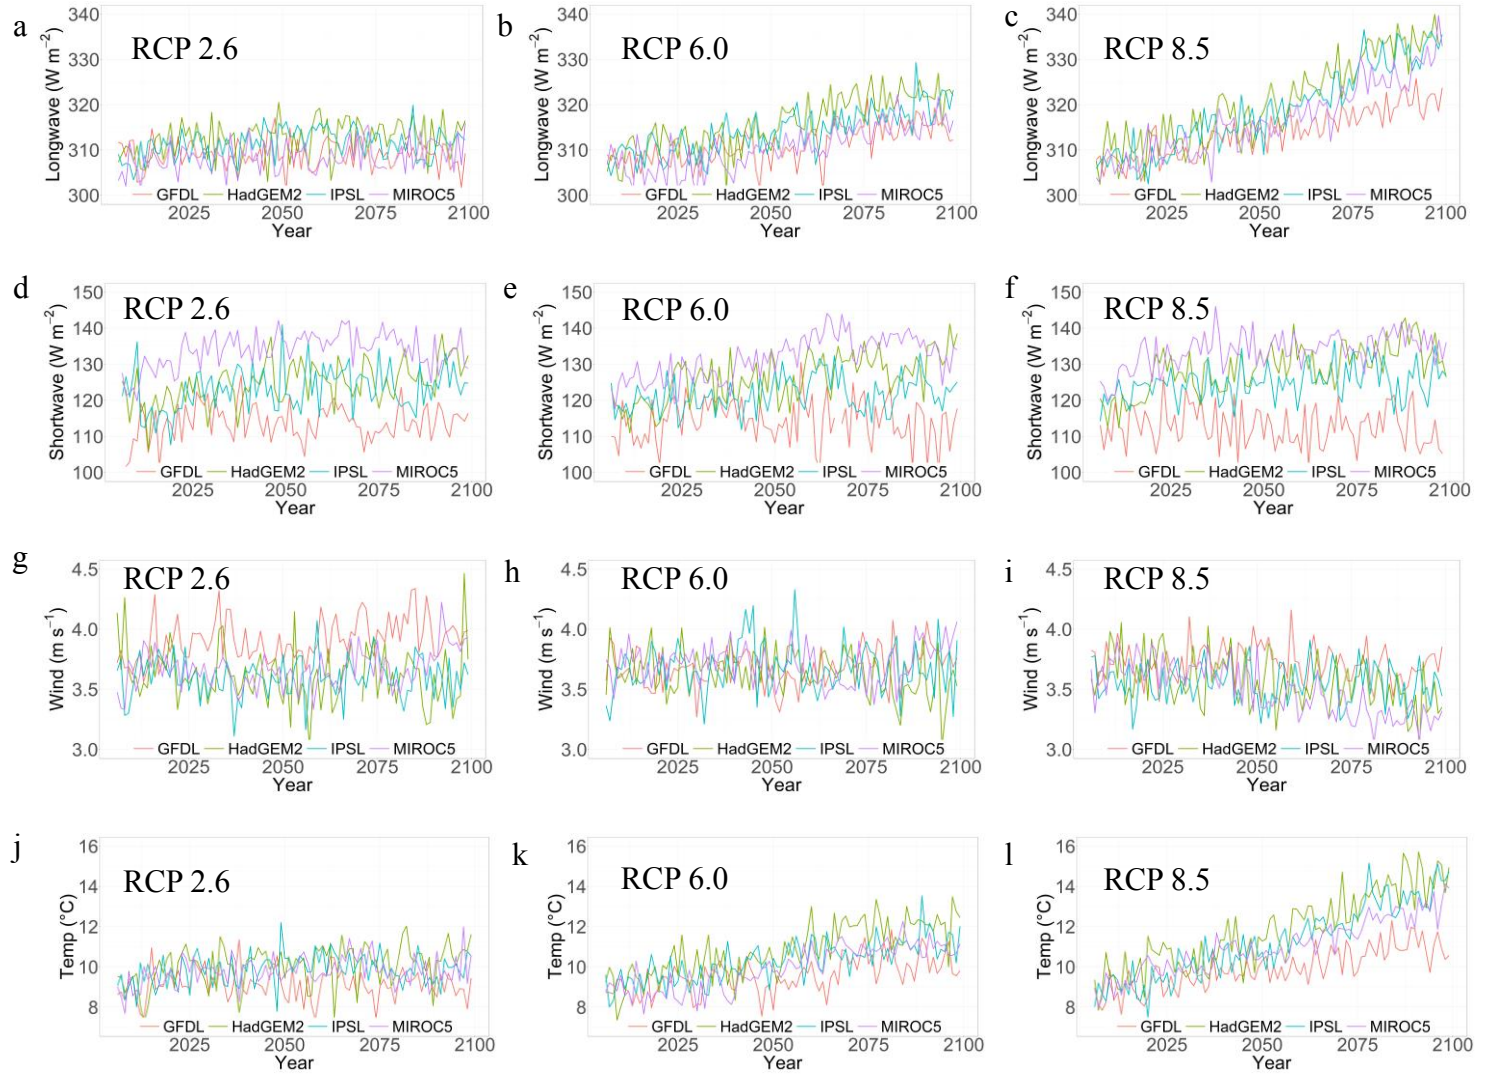 a
340
330
320
310
300
Longwave (W m⁻²)
RCP 2.6
GFDL HadGEM2 IPSL MIROC5
2025 2050 2075 2100
Year
b
340
330
320
310
300
Longwave (W m⁻²)
RCP 6.0
GFDL HadGEM2 IPSL MIROC5
2025 2050 2075 2100
Year
c
340
330
320
310
300
Longwave (W m⁻²)
RCP 8.5
GFDL HadGEM2 IPSL MIROC5
2025 2050 2075 2100
Year
d
150
140
130
120
110
100
Shortwave (W m⁻²)
RCP 2.6
GFDL HadGEM2 IPSL MIROC5
2025 2050 2075 2100
Year
e
150
140
130
120
110
100
Shortwave (W m⁻²)
RCP 6.0
GFDL HadGEM2 IPSL MIROC5
2025 2050 2075 2100
Year
f
150
140
130
120
110
100
Shortwave (W m⁻²)
RCP 8.5
GFDL HadGEM2 IPSL MIROC5
2025 2050 2075 2100
Year
g
4.5
4.0
3.5
3.0
Wind (m s⁻¹)
RCP 2.6
GFDL HadGEM2 IPSL MIROC5
2025 2050 2075 2100
Year
h
4.5
4.0
3.5
3.0
Wind (m s⁻¹)
RCP 6.0
GFDL HadGEM2 IPSL MIROC5
2025 2050 2075 2100
Year
i
4.5
4.0
3.5
3.0
Wind (m s⁻¹)
RCP 8.5
GFDL HadGEM2 IPSL MIROC5
2025 2050 2075 2100
Year
j
16
14
12
10
8
Temp (°C)
RCP 2.6
GFDL HadGEM2 IPSL MIROC5
2025 2050 2075 2100
Year
k
16
14
12
10
8
Temp (°C)
RCP 6.0
GFDL HadGEM2 IPSL MIROC5
2025 2050 2075 2100
Year
l
16
14
12
10
8
Temp (°C)
RCP 8.5
GFDL HadGEM2 IPSL MIROC5
2025 2050 2075 2100
Year